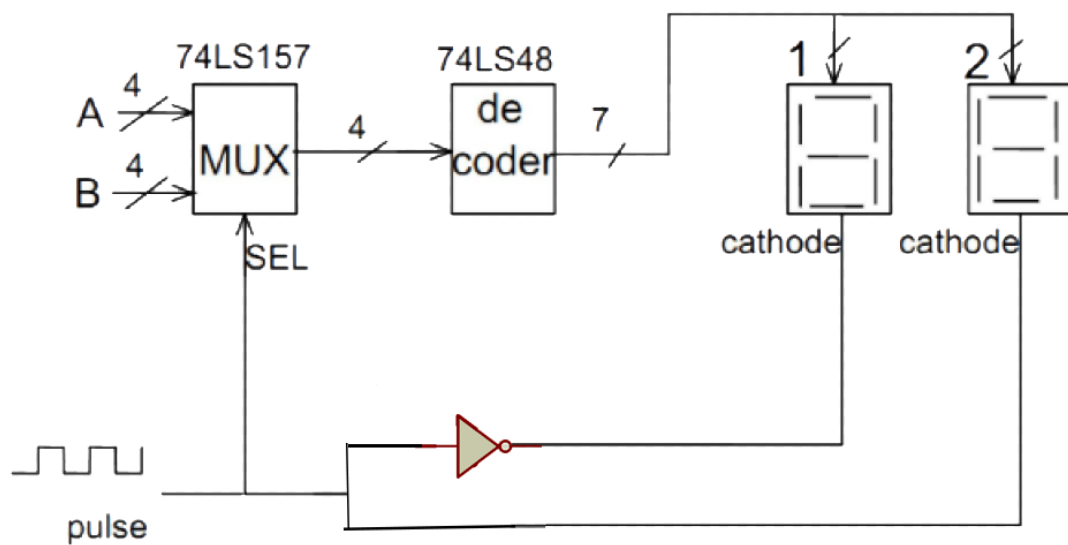 74LS157
74LS48
1
2
4
A
4
B
MUX
4
de
coder
7
SEL
cathode
cathode
pulse